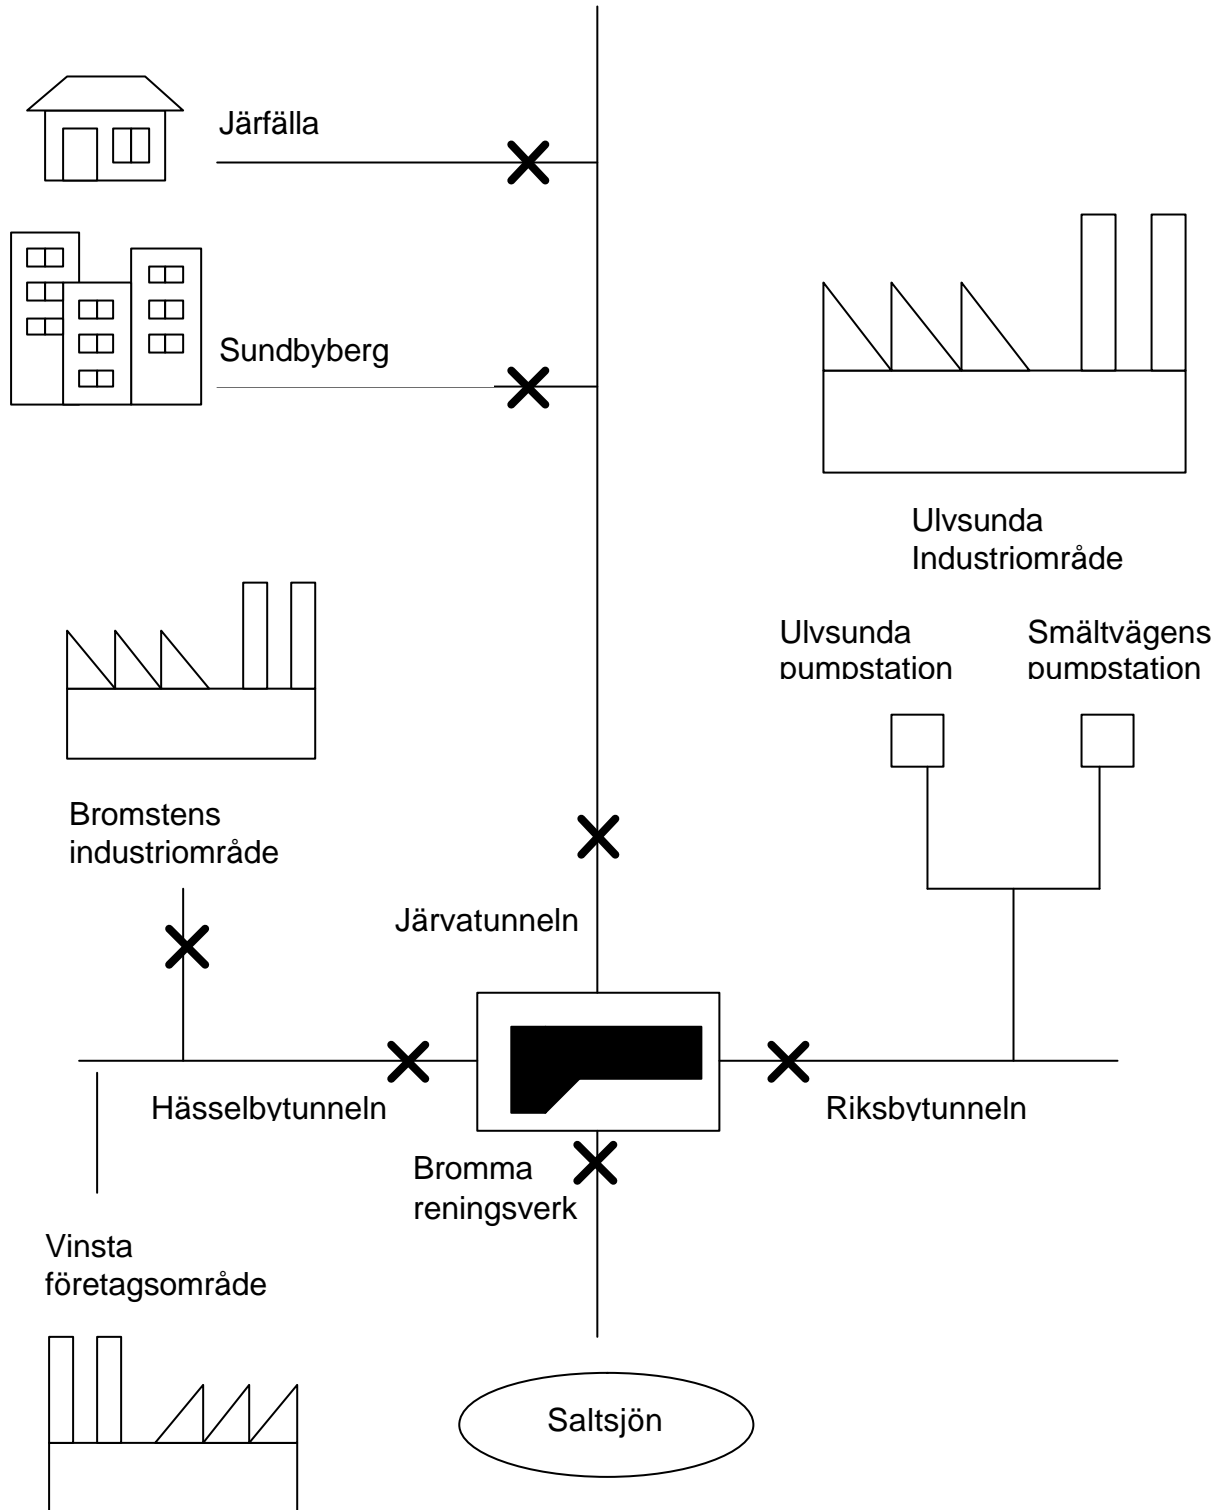 Järfälla
Sundbyberg
Ulvsunda
Industriområde
Ulvsunda
pumpstation
Smältvägens
pumpstation
Bromstens
industriområde
Järvatunneln
Hässelbytunneln
Riksbytunneln
Bromma
reningsverk
Vinsta
företagsområde
Saltsjön